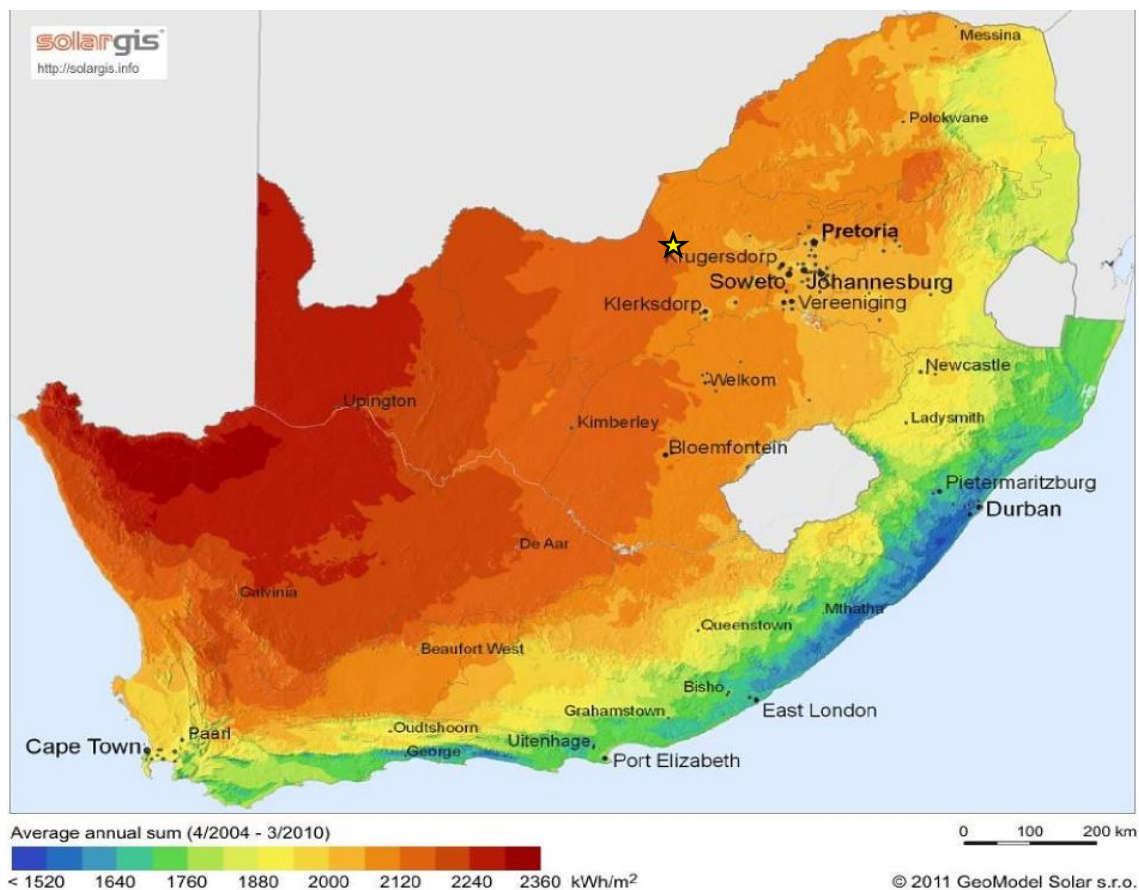 solargis
http://solargis.info
Messina
Polokwane
Pretoria
Krugersdorp
Soweto Johannesburg
Klerksdorp Vereeniging
Newcastle
Welkom
Upington
Ladysmith
Kimberley
Bloemfontein
Pietermaritzburg
Durban
De Aar
Calvinia
Mthatha
Queenstown
Beaufort West
Bisho
Grahamstown East London
Oudtshoorn
Paarl
Cape Town George Uitenhage
Port Elizabeth
Average annual sum (4/2004 - 3/2010)
0 100 200 km
< 1520 1640 1760 1880 2000 2120 2240 2360 kWh/m²
© 2011 GeoModel Solar s.r.o.